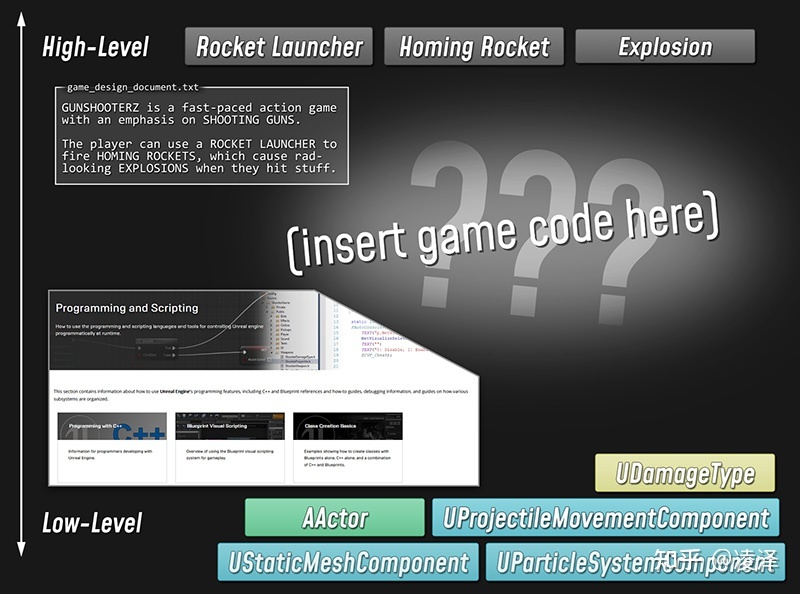 High-Level
Rocket Launcher
Homing Rocket
Explosion
game_design_document.txt
GUNSHOOTERZ is a fast-paced action game
with an emphasis on SHOOTING GUNS.
The player can use a ROCKET LAUNCHER to
fire HOMING ROCKETS, which cause rad-
looking EXPLOSIONS when they hit stuff.
???
(insert game code here)
Programming and Scripting
How to use the programming and scripting languages and tools for controlling Unreal engine
programmatically at runtime.
This section contains information about how to use Unreal Engine's programming features, including C++ and Blueprint references and how-to guides, debugging information, and guides on how various
subsystems are organized.
Programming with C++
C++
Information for programmers developing with
Unreal Engine.
Blueprint Visual Scripting
Overview of using the Blueprint visual scripting
system for gameplay.
Class Creation Basics
Examples showing how to create classes with
Blueprints alone, C++ alone, and a combination
of C++ and Blueprints.
UDamageType
Low-Level
AActor
UProjectileMovementComponent
UStaticMeshComponent
UParticleSystemComponent
知乎 @凌泽